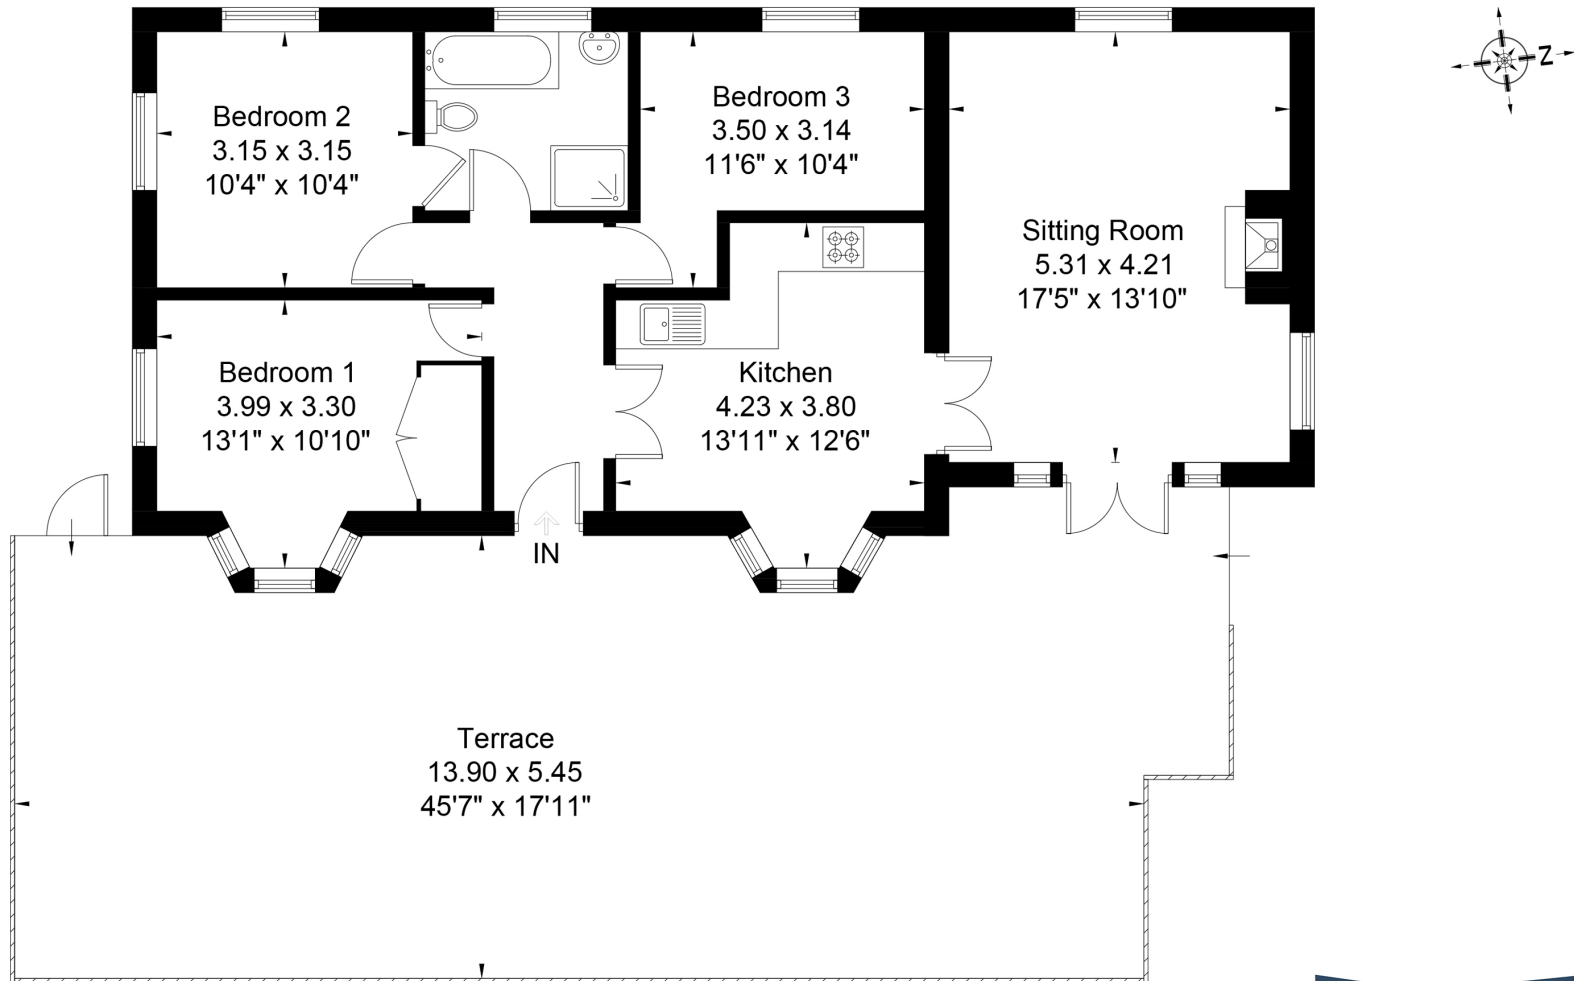 Bedroom 2
3.15 x 3.15
10'4" x 10'4"
Bedroom 3
3.50 x 3.14
11'6" x 10'4"
N
Sitting Room
5.31 x 4.21
17'5" x 13'10"
Bedroom 1
3.99 x 3.30
13'1" x 10'10"
Kitchen
4.23 x 3.80
13'11" x 12'6"
IN
Terrace
13.90 x 5.45
45'7" x 17'11"